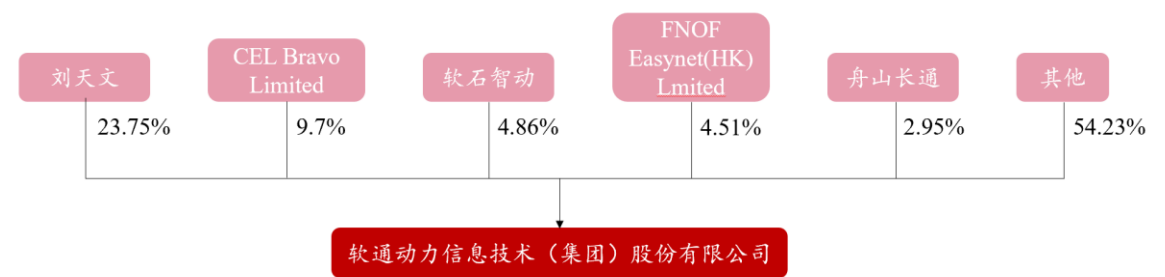 刘天文
CEL Bravo
Limited
软石智动
FNOF
Easynet(HK)
Lmited
舟山长通
其他
23.75%
9.7%
4.86%
4.51%
2.95%
54.23%
软通动力信息技术（集团）股份有限公司